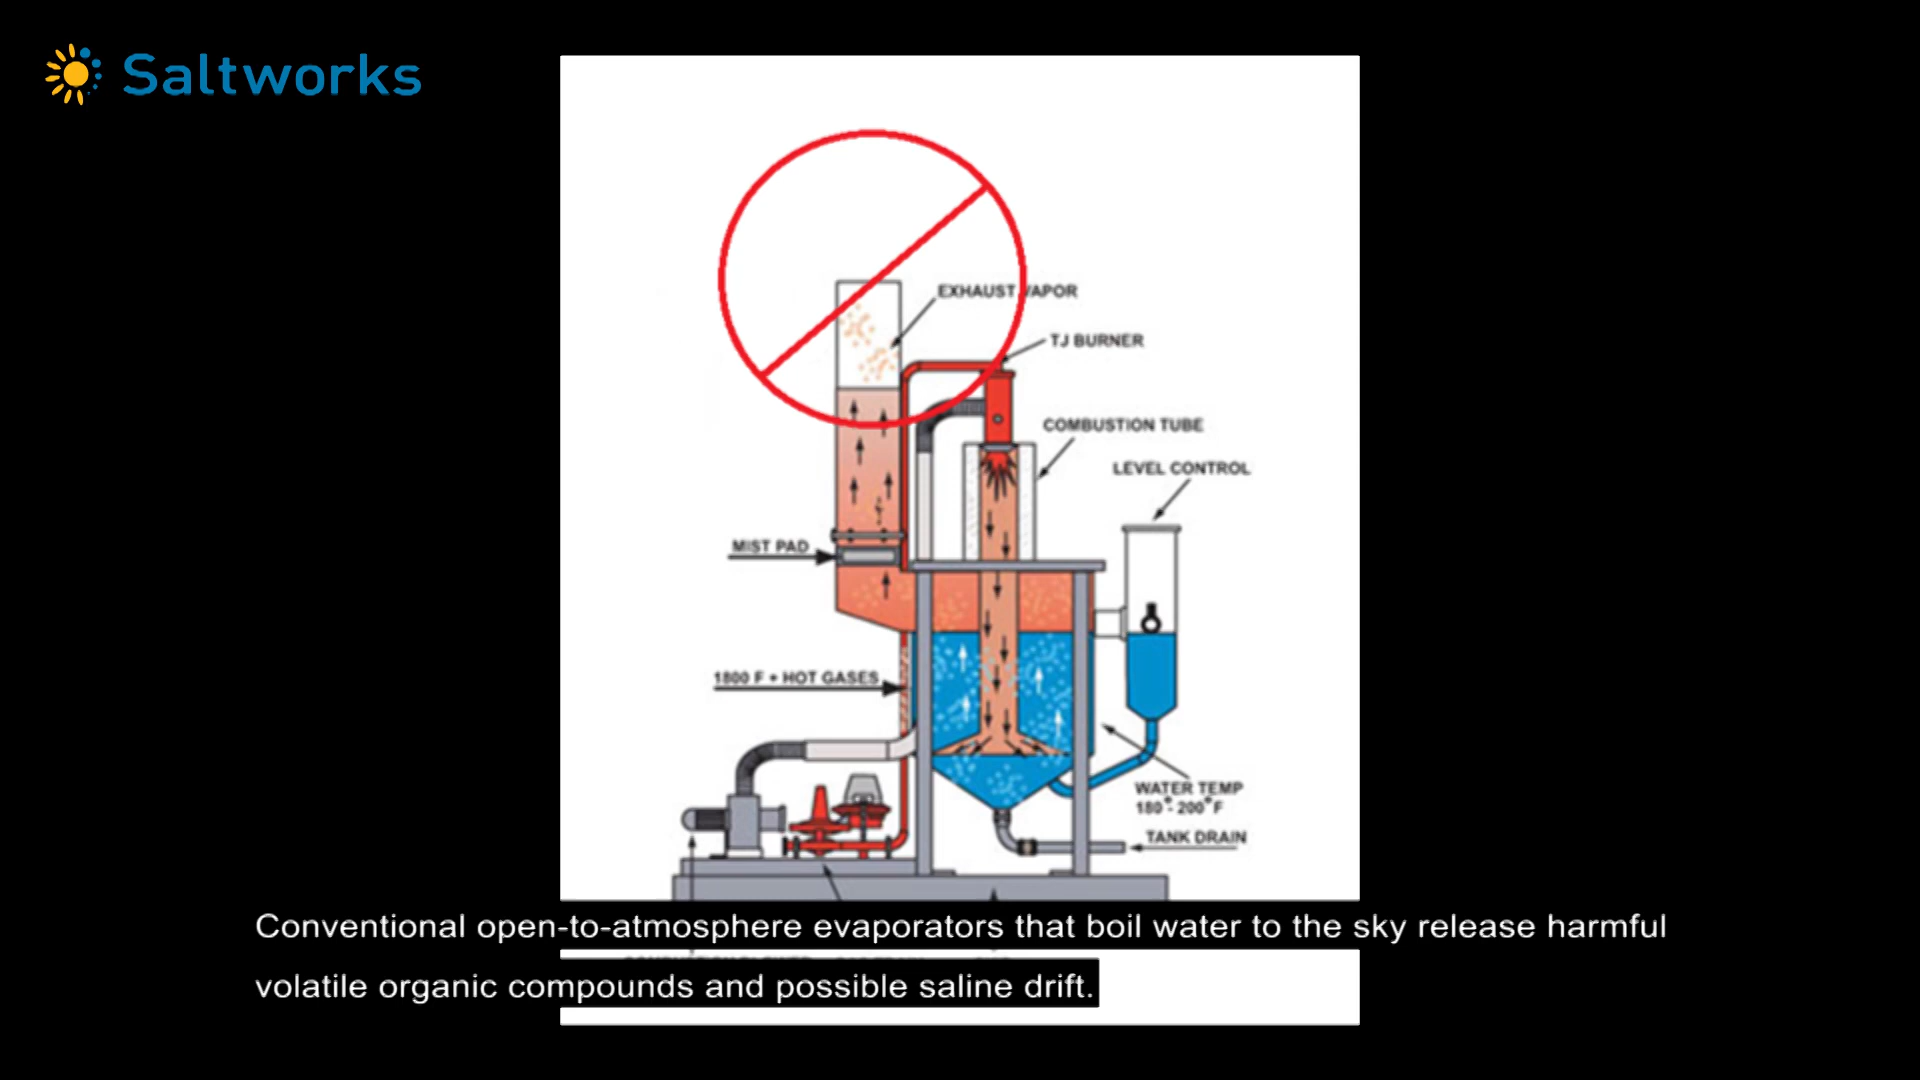 Saltworks
EXHAUST VAPOR
TJ BURNER
COMBUSTION TUBE
LEVEL CONTROL
MIST PAD
1800 F + HOT GASES
WATER TEMP
180°- 200°F
TANK DRAIN
Conventional open-to-atmosphere evaporators that boil water to the sky release harmful
volatile organic compounds and possible saline drift.